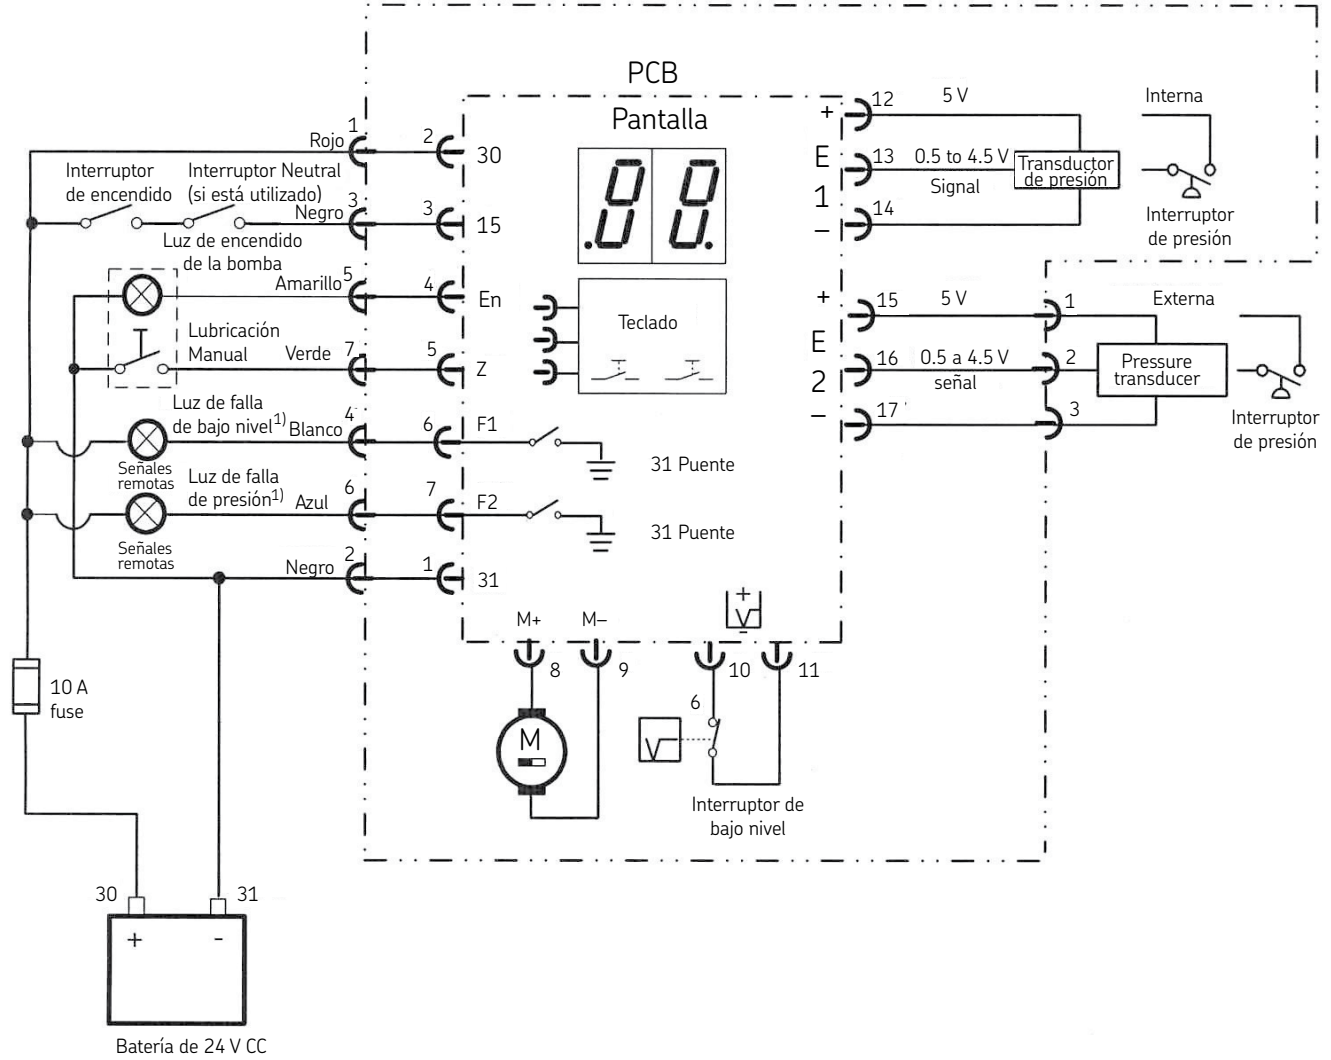 PCB
Pantalla
Rojo
1
2
30
Interruptor
de encendido
Interruptor Neutral
(si está utilizado)
Negro
3
3
15
Luz de encendido
de la bomba
Amarillo
5
4
En
Lubricación
Manual
Verde
7
5
Z
Luz de falla
de bajo nivel1)
Blanco
4
6
F1
Señales
remotas
31 Puente
Luz de falla
de presión1)
Azul
6
7
F2
Señales
remotas
31 Puente
Negro
2
1
31
Teclado
+
E
1
–
12
5 V
13
0.5 to 4.5 V
Signal
14
Transductor
de presión
Interna
Interruptor
de presión
+
E
2
–
15
5 V
1
16
0.5 a 4.5 V
señal
2
17
3
Pressure
transducer
Externa
Interruptor
de presión
M+
M–
+
-
8
9
10
11
M
6
Interruptor de
bajo nivel
10 A
fuse
30
31
+
-
Batería de 24 V CC